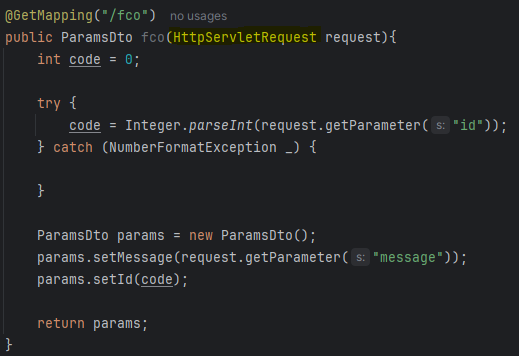 @GetMapping("/fco")  no usages
public ParamsDto fco(HttpServletRequest request){
    int code = 0;

    try {
        code = Integer.parseInt(request.getParameter( s: "id"));
    } catch (NumberFormatException _) {

    }

    ParamsDto params = new ParamsDto();
    params.setMessage(request.getParameter( s: "message"));
    params.setId(code);

    return params;
}